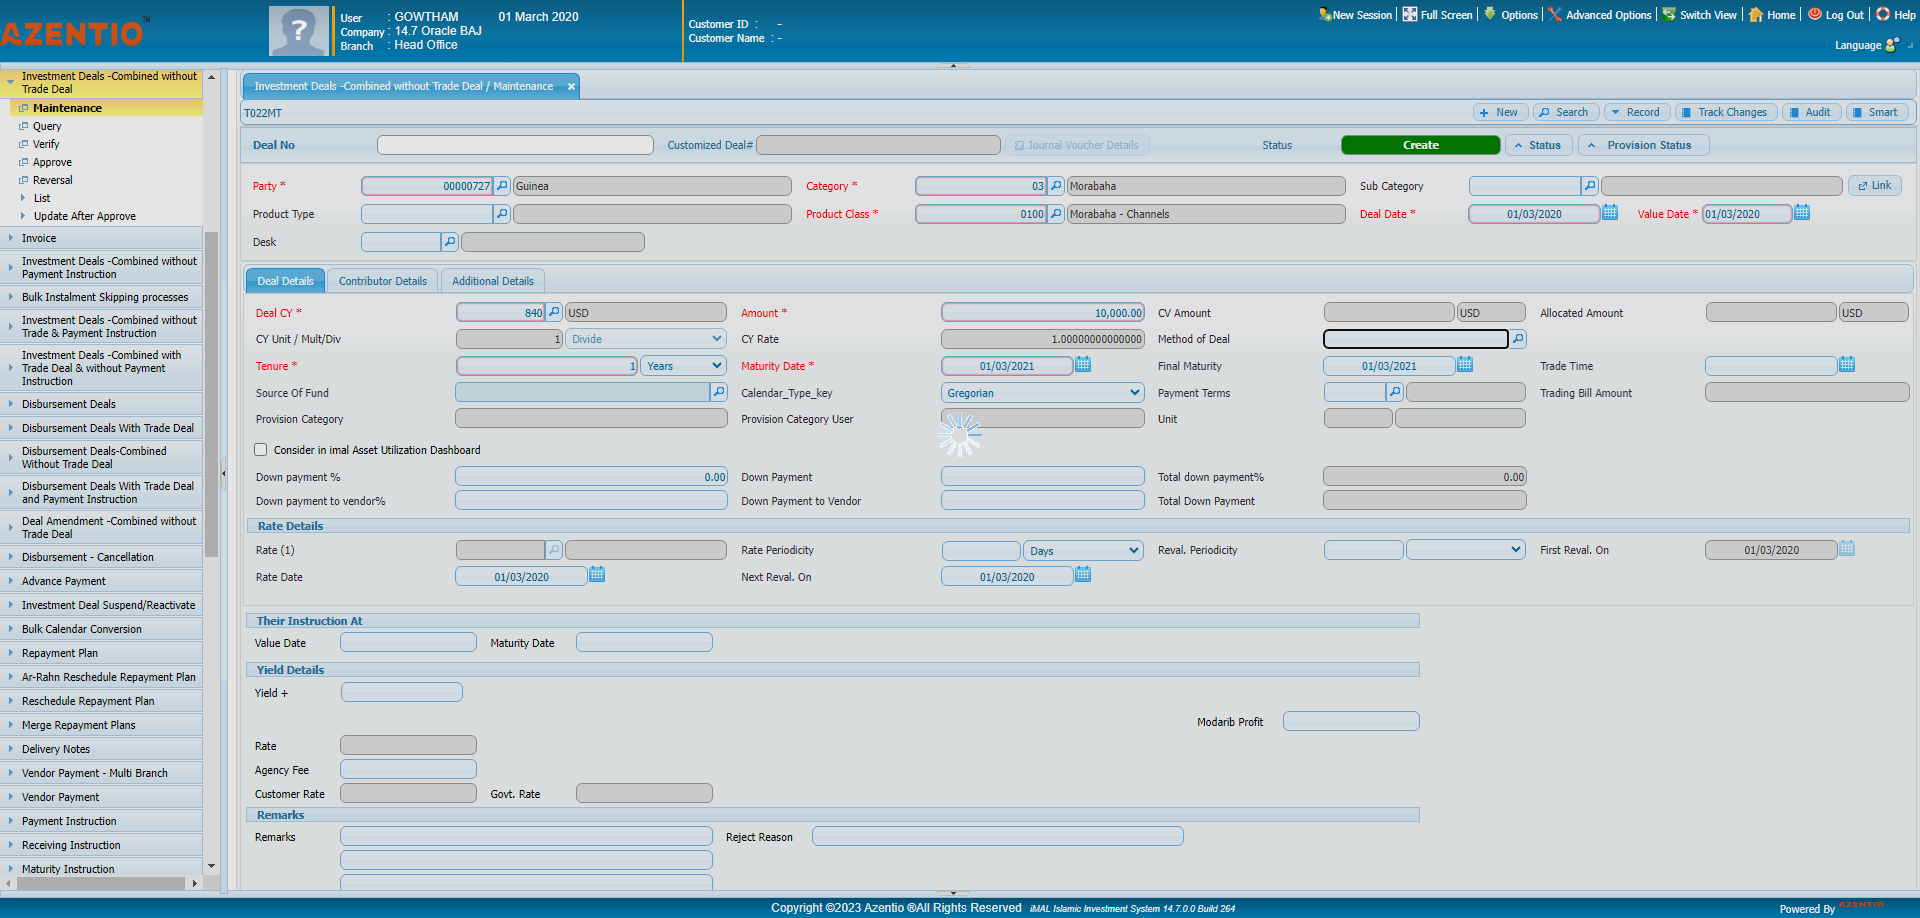 AZENTIO™
User : GOWTHAM 01 March 2020
Company : 14.7 Oracle BAJ
Branch : Head Office
Customer ID : -
Customer Name : -
New Session Full Screen Options Advanced Options Switch View Home Log Out Help
Language
Investment Deals -Combined without
Trade Deal
Maintenance
Query
Verify
Approve
Reversal
List
Update After Approve
Invoice
Investment Deals -Combined without
Payment Instruction
Bulk Instalment Skipping processes
Investment Deals -Combined without
Trade & Payment Instruction
Investment Deals -Combined with
Trade Deal & without Payment
Instruction
Disbursement Deals
Disbursement Deals With Trade Deal
Disbursement Deals-Combined
Without Trade Deal
Disbursement Deals With Trade Deal
and Payment Instruction
Deal Amendment -Combined without
Trade Deal
Disbursement - Cancellation
Advance Payment
Investment Deal Suspend/Reactivate
Bulk Calendar Conversion
Repayment Plan
Ar-Rahn Reschedule Repayment Plan
Reschedule Repayment Plan
Merge Repayment Plans
Delivery Notes
Vendor Payment - Multi Branch
Vendor Payment
Payment Instruction
Receiving Instruction
Maturity Instruction
Investment Deals -Combined without Trade Deal / Maintenance
T022MT New Search Record Track Changes Audit Smart
Deal No Customized Deal# Journal Voucher Details Status Create Status Provision Status
Party * 00000727 Guinea Category * 03 Morabaha Sub Category Link
Product Type Product Class * 0100 Morabaha - Channels Deal Date * 01/03/2020 Value Date * 01/03/2020
Desk
Deal Details Contributor Details Additional Details
Deal CY * 840 USD Amount * 10,000.00 CV Amount USD Allocated Amount USD
CY Unit / Mult/Div 1 Divide CY Rate 1.00000000000000 Method of Deal
Tenure * 1 Years Maturity Date * 01/03/2021 Final Maturity 01/03/2021 Trade Time
Source Of Fund Calendar_Type_key Gregorian Payment Terms Trading Bill Amount
Provision Category Provision Category User Unit
Consider in imal Asset Utilization Dashboard
Down payment % 0.00 Down Payment Total down payment% 0.00
Down payment to vendor% Down Payment to Vendor Total Down Payment
Rate Details
Rate (1) Rate Periodicity Days Reval. Periodicity First Reval. On 01/03/2020
Rate Date 01/03/2020 Next Reval. On 01/03/2020
Their Instruction At
Value Date Maturity Date
Yield Details
Yield +
Modarib Profit
Rate
Agency Fee
Customer Rate Govt. Rate
Remarks
Remarks Reject Reason
Copyright ©2023 Azentio ®All Rights Reserved iMAL Islamic Investment System 14.7.0.0 Build 264
Powered By AZENTIO